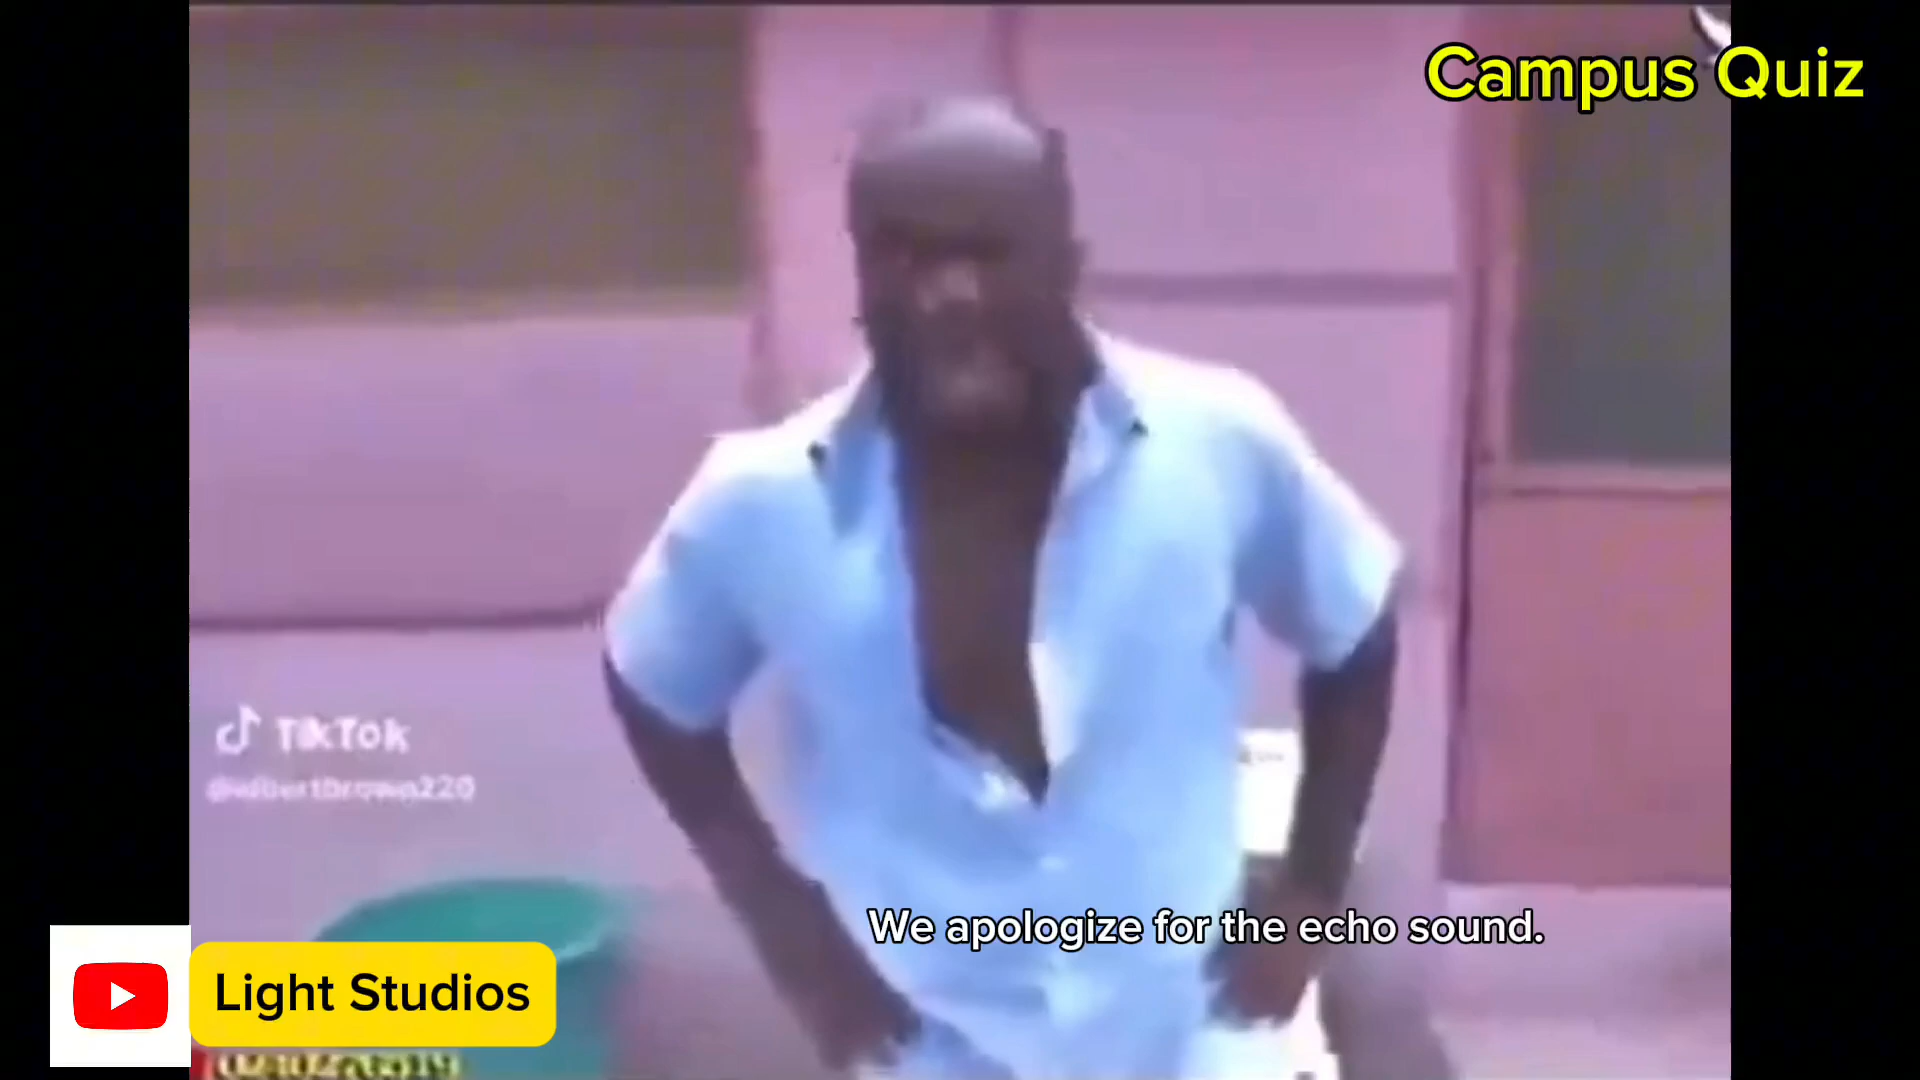 Campus Quiz
TikTok
We apologize for the echo sound.
Light Studios